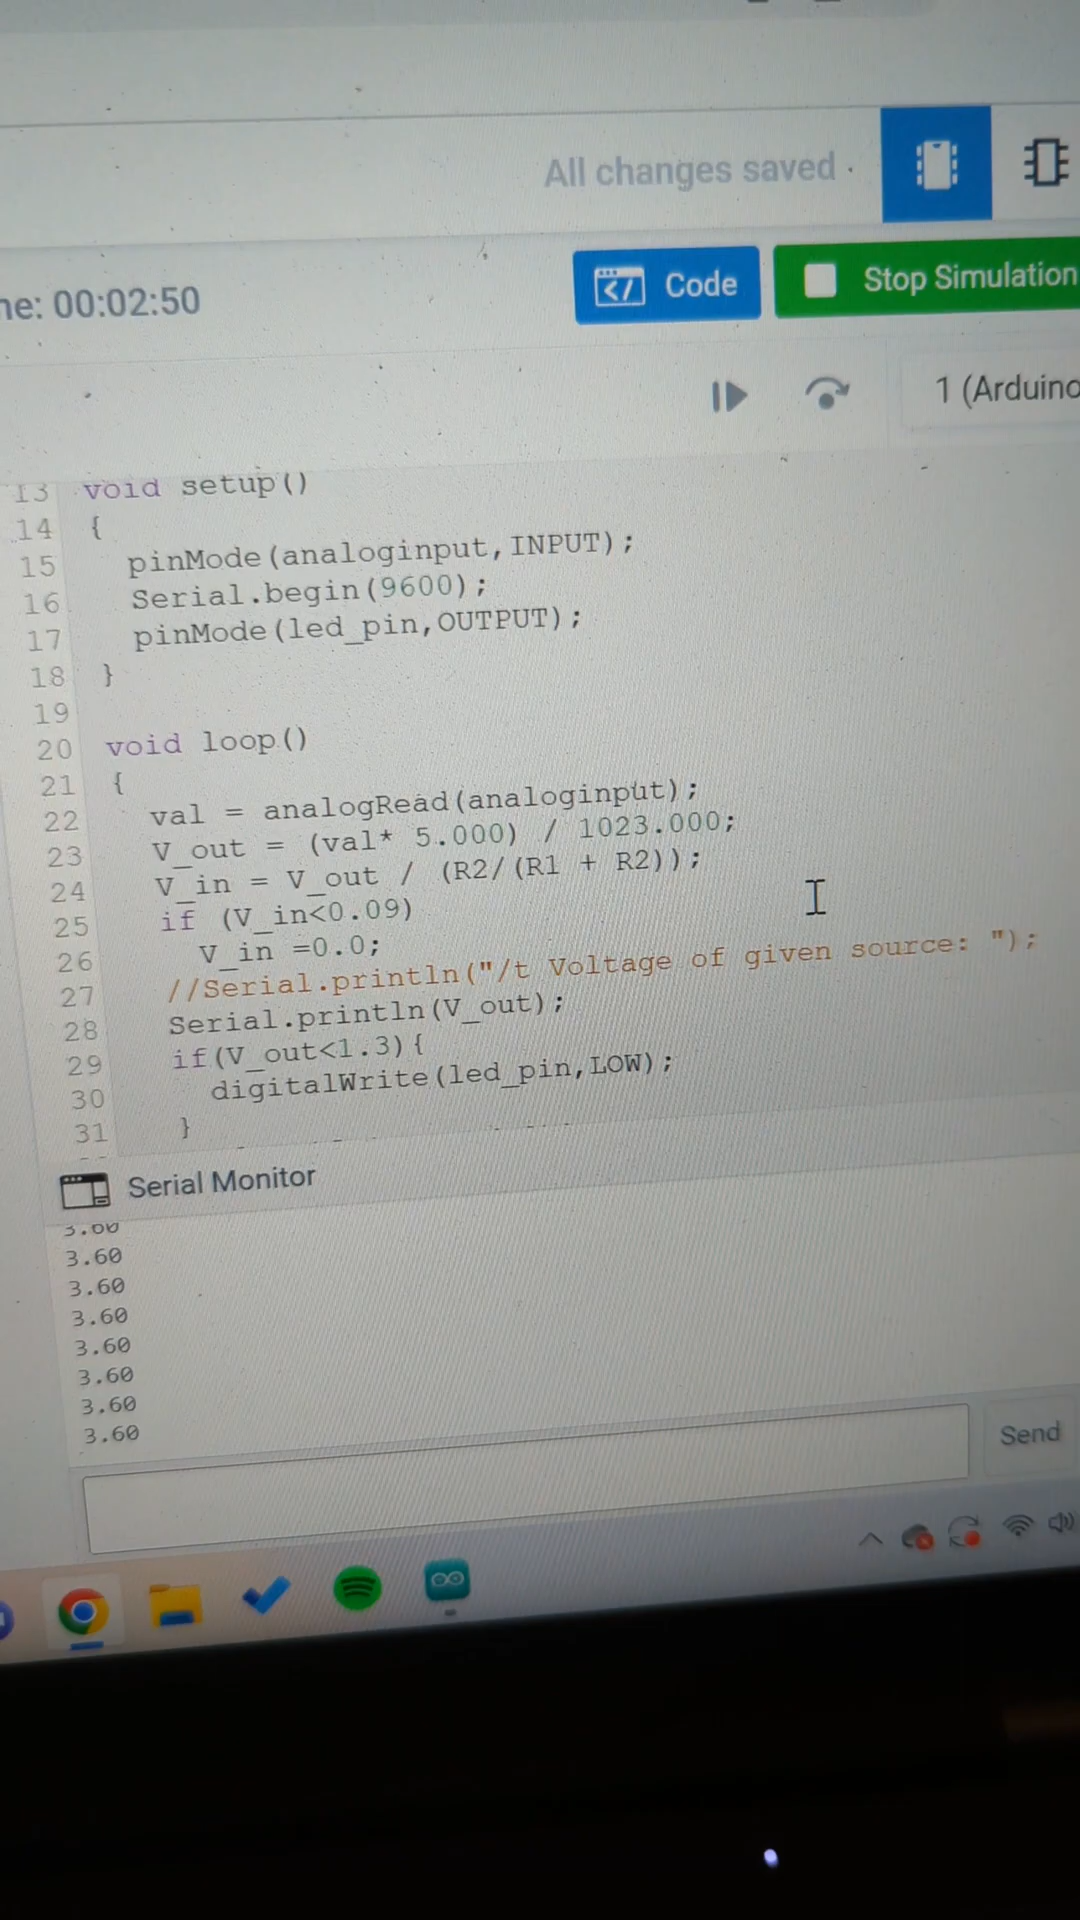 All changes saved
ne: 00:02:50
Code
Stop Simulation
1 (Arduino
13 void setup()
14 {
15 pinMode(analoginput,INPUT);
16 Serial.begin(9600);
17 pinMode(led_pin,OUTPUT);
18 }
19
20 void loop()
21 {
22 val = analogRead(analoginput);
23 V_out = (val* 5.000) / 1023.000;
24 V_in = V_out / (R2/(R1 + R2));
25 if (V_in<0.09)
26 V_in =0.0;
27 //Serial.println("/t Voltage of given source: ");
28 Serial.println(V_out);
29 if(V_out<1.3){
30 digitalWrite(led_pin,LOW);
31 }
Serial Monitor
3.60
3.60
3.60
3.60
3.60
3.60
3.60
Send